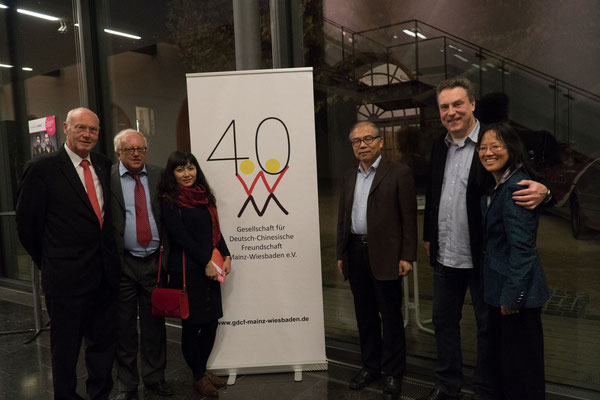 40
Gesellschaft für
Deutsch-Chinesische
Freundschaft
Mainz-Wiesbaden e.V.
www.gdcf-mainz-wiesbaden.de